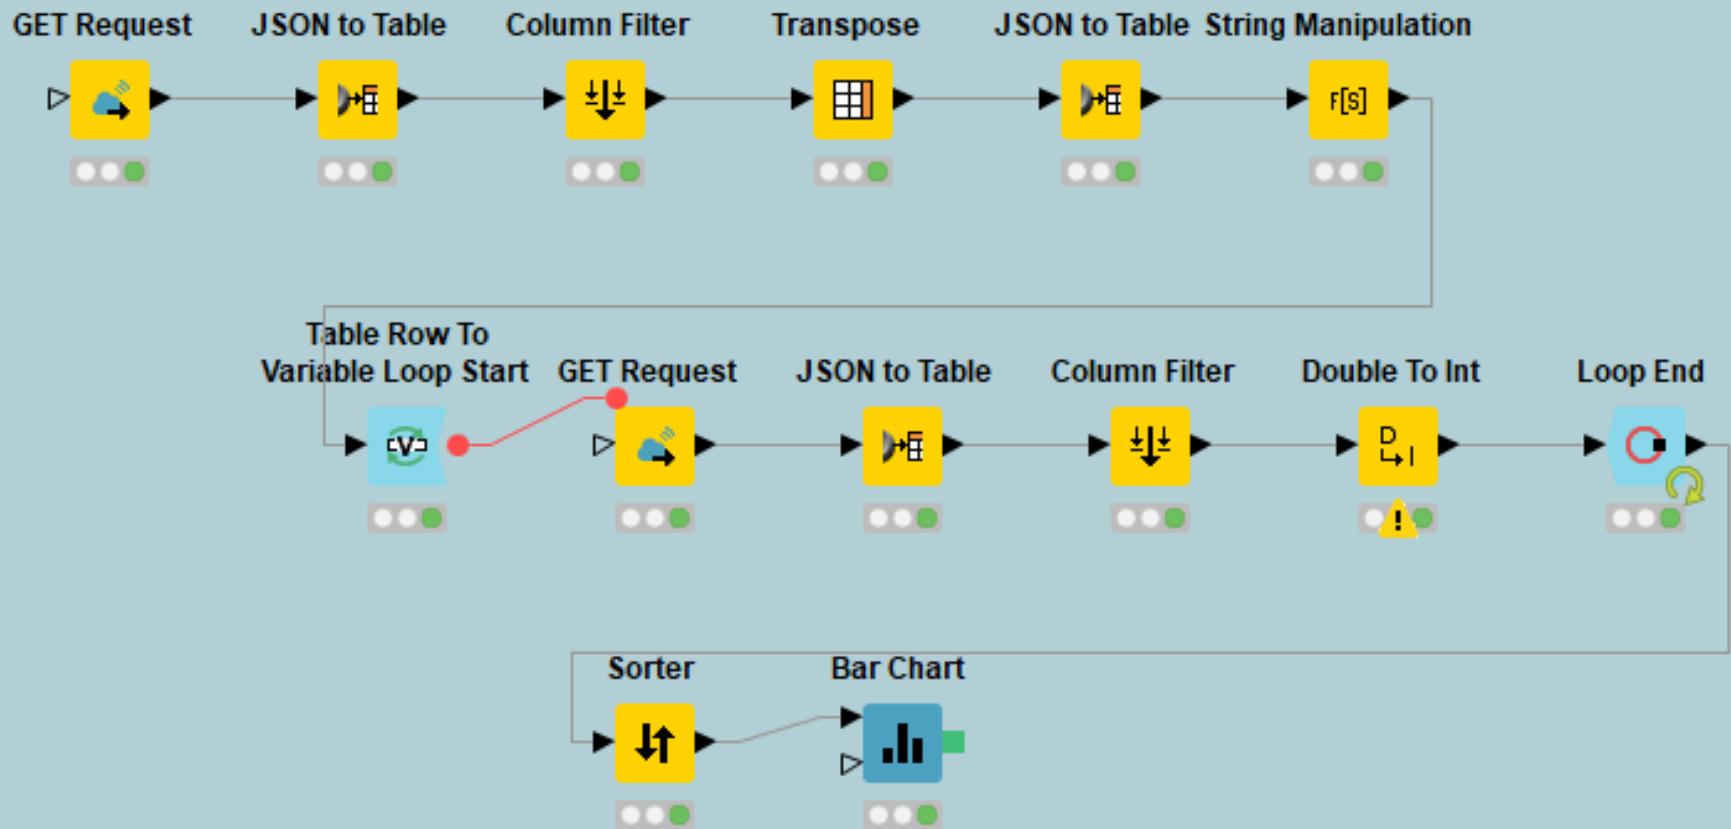 GET Request
JSON to Table
Column Filter
Transpose
JSON to Table
String Manipulation
F[S]
Table Row To
Variable Loop Start
GET Request
JSON to Table
Column Filter
Double To Int
Loop End
V
D
I
!
Sorter
Bar Chart